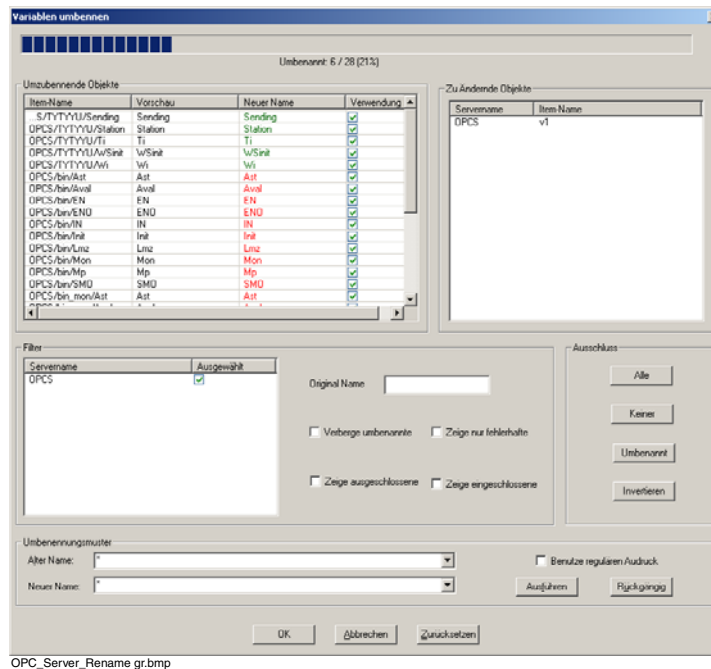 Variablen umbennen
Umbenannt: 6 / 28 (21%)
Umzubennende Objekte
Item-Name Vorschau Neuer Name Verwendung
...S/TYTYYU/Sending Sending Sending
OPCS/TYTYYU/Station Station Station
OPCS/TYTYYU/Ti Ti Ti
OPCS/TYTYYU/WSinit WSinit WSinit
OPCS/TYTYYU/Wi Wi Wi
OPCS/bin/Ast Ast Ast
OPCS/bin/Aval Aval Aval
OPCS/bin/EN EN EN
OPCS/bin/ENO ENO ENO
OPCS/bin/IN IN IN
OPCS/bin/Init Init Init
OPCS/bin/Lmz Lmz Lmz
OPCS/bin/Mon Mon Mon
OPCS/bin/Mp Mp Mp
OPCS/bin/SMO SMO SMO
OPCS/bin_mon/Ast Ast Ast
Zu Ändernde Objekte
Servername Item-Name
OPCS v1
Filter
Servername Ausgewählt
OPCS
Original Name
Verberge umbenannte Zeige nur fehlerhafte
Zeige ausgeschlossene Zeige eingeschlossene
Ausschluss
Alle
Keiner
Umbenannt
Invertieren
Umbenennungsmuster
Alter Name: *
Benutze regulären Audruck
Neuer Name: *
Ausführen Rückgängig
OK Abbrechen Zurücksetzen
OPC_Server_Rename gr.bmp